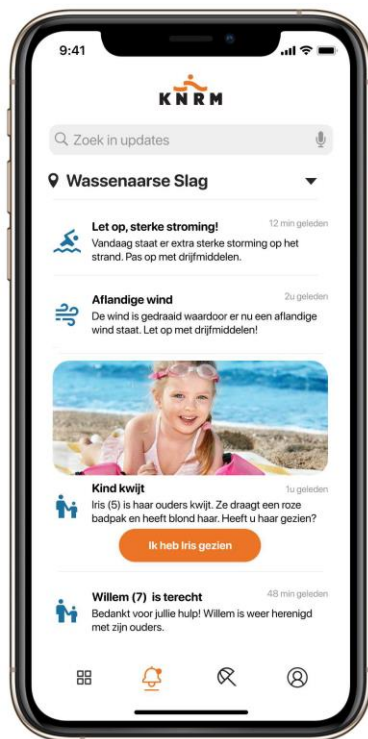 9:41
KNRM
Zoek in updates
Wassenaarse Slag
Let op, sterke stroming!
12 min geleden
Vandaag staat er extra sterke storming op het
strand. Pas op met drijfmiddelen.
Aflandige wind
2u geleden
De wind is gedraaid waardoor er nu een aflandige
wind staat. Let op met drijfmiddelen!
Kind kwijt
1u geleden
Iris (5) is haar ouders kwijt. Ze draagt een roze
badpak en heeft blond haar. Heeft u haar gezien?
Ik heb Iris gezien
Willem (7) is terecht
48 min geleden
Bedankt voor jullie hulp! Willem is weer herenigd
met zijn ouders.